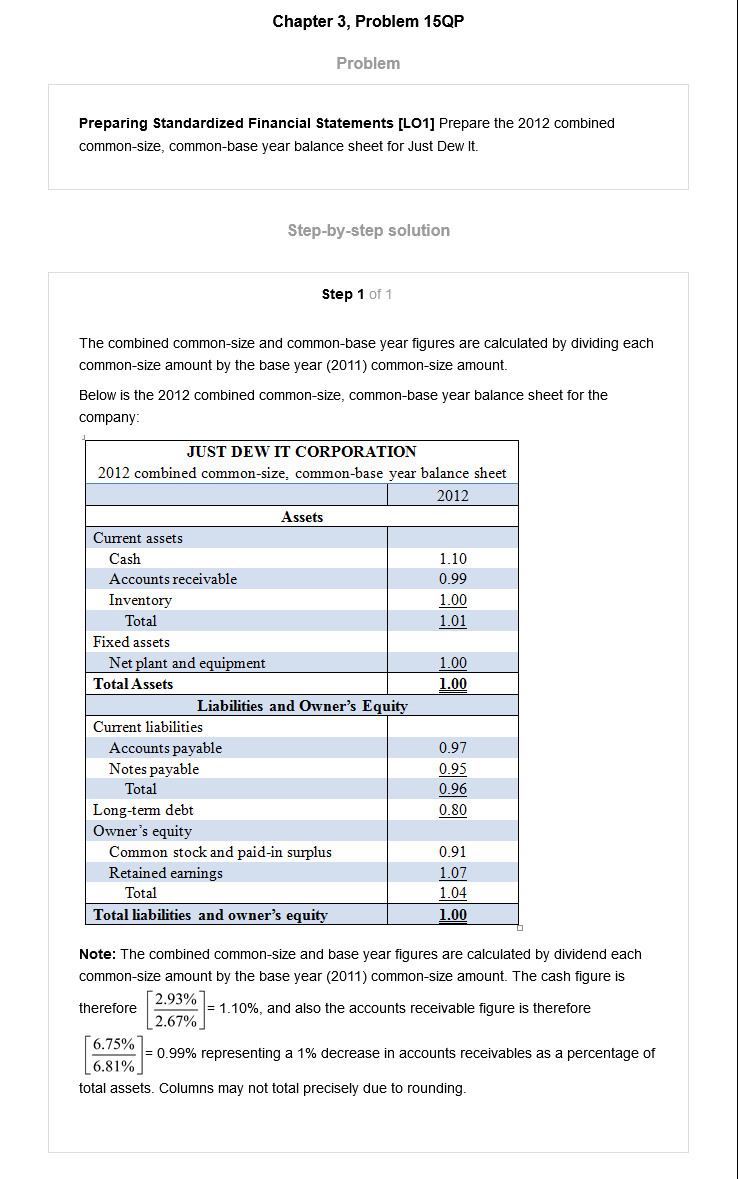 Chapter 3, Problem 15QP
Problem
Preparing Standardized Financial Statements [LO1] Prepare the 2012 combined
common-size, common-base year balance sheet for Just Dew It.
Step-by-step solution
Step 1 of 1
The combined common-size and common-base year figures are calculated by dividing each
common-size amount by the base year (2011) common-size amount.
Below is the 2012 combined common-size, common-base year balance sheet for the
company:
JUST DEW IT CORPORATION
2012 combined common-size, common-base year balance sheet
2012
Assets
Current assets
Cash 1.10
Accounts receivable 0.99
Inventory 1.00
Total 1.01
Fixed assets
Net plant and equipment 1.00
Total Assets 1.00
Liabilities and Owner's Equity
Current liabilities
Accounts payable 0.97
Notes payable 0.95
Total 0.96
Long-term debt 0.80
Owner's equity
Common stock and paid-in surplus 0.91
Retained earnings 1.07
Total 1.04
Total liabilities and owner's equity 1.00
Note: The combined common-size and base year figures are calculated by dividend each
common-size amount by the base year (2011) common-size amount. The cash figure is
therefore [2.93%/2.67%] = 1.10%, and also the accounts receivable figure is therefore
[6.75%/6.81%] = 0.99% representing a 1% decrease in accounts receivables as a percentage of
total assets. Columns may not total precisely due to rounding.